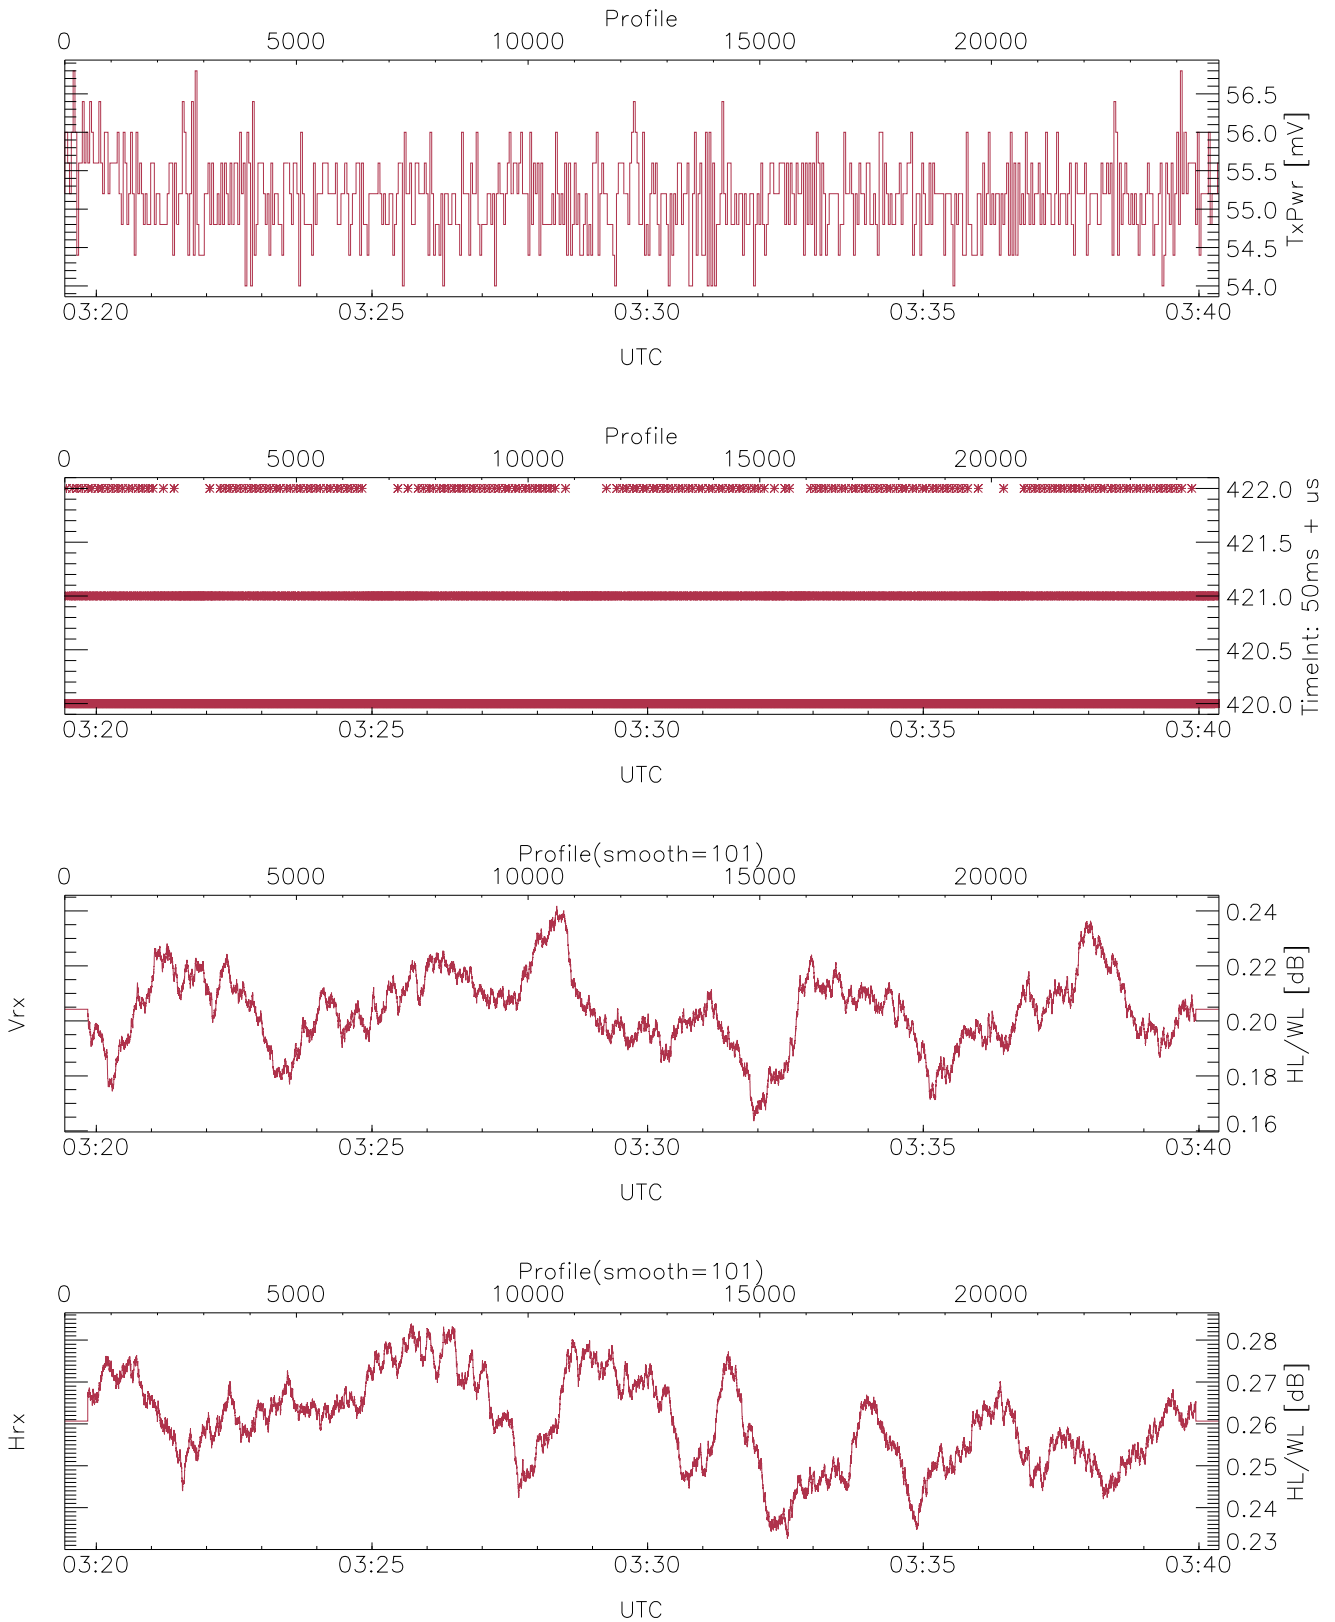 Profile
0 5000 10000 15000 20000
56.5
56.0
55.5
55.0
54.5
54.0
TxPwr [mV]
03:20 03:25 03:30 03:35 03:40
UTC
Profile
0 5000 10000 15000 20000
422.0
421.5
421.0
420.5
420.0
TimeInt: 50ms + us
03:20 03:25 03:30 03:35 03:40
UTC
Profile(smooth=101)
0 5000 10000 15000 20000
Vrx
0.24
0.22
0.20
0.18
0.16
HL/WL [dB]
03:20 03:25 03:30 03:35 03:40
UTC
Profile(smooth=101)
0 5000 10000 15000 20000
Hrx
0.28
0.27
0.26
0.25
0.24
0.23
HL/WL [dB]
03:20 03:25 03:30 03:35 03:40
UTC